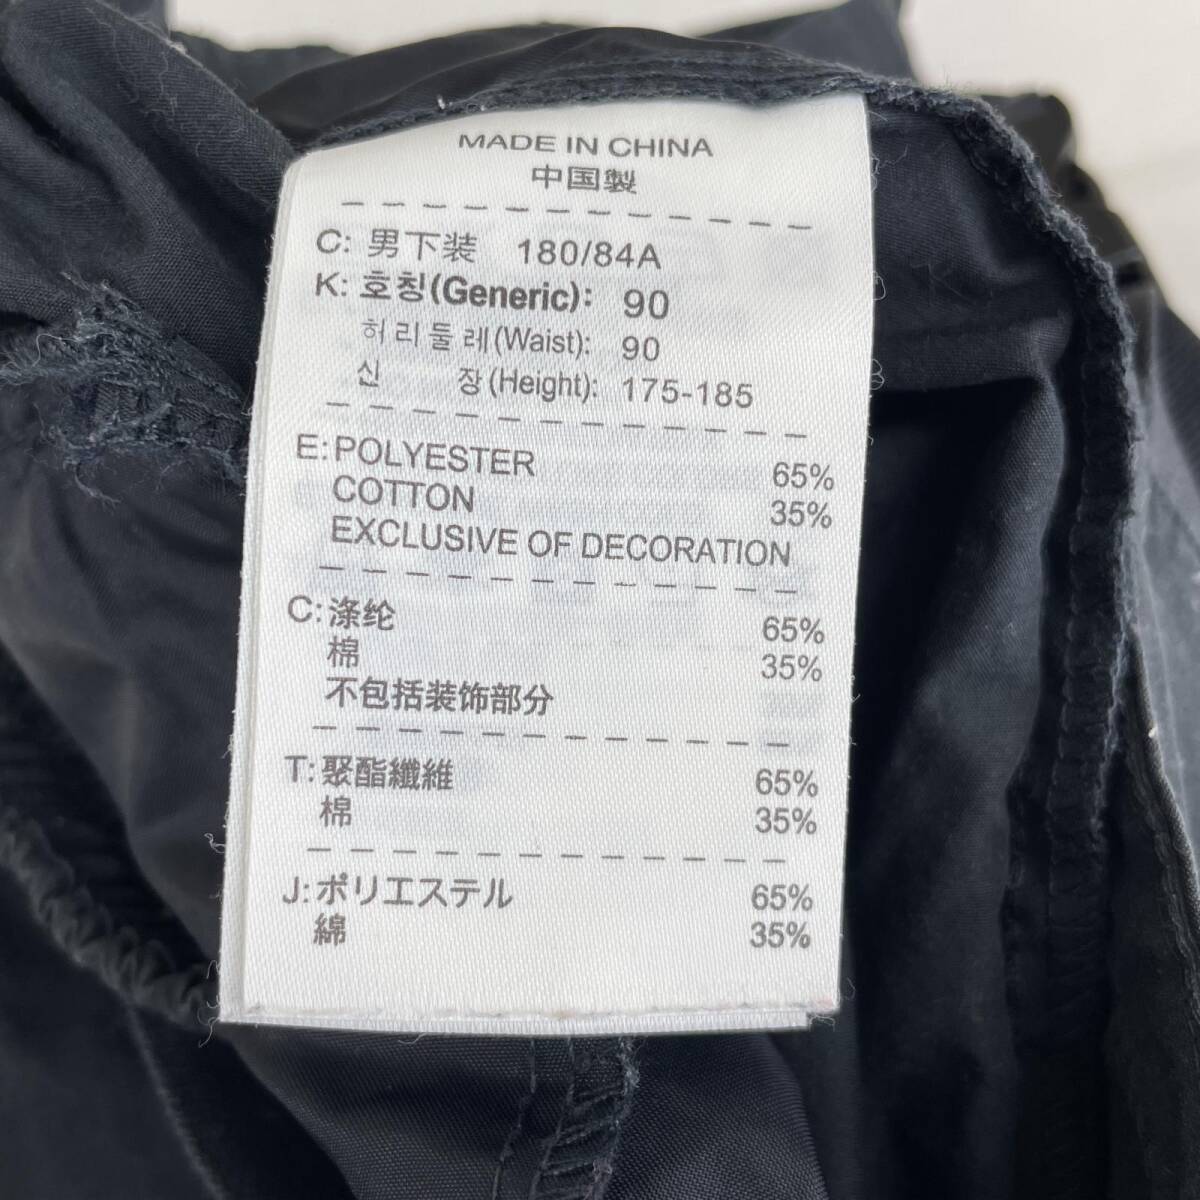 MADE IN CHINA
中国製
C: 男下装 180/84A
K: 호칭(Generic): 90
허리둘레(Waist): 90
신 장(Height): 175-185
E: POLYESTER 65%
COTTON 35%
EXCLUSIVE OF DECORATION
C: 涤纶 65%
棉 35%
不包括装饰部分
T: 聚酯纖維 65%
棉 35%
J: ポリエステル 65%
綿 35%